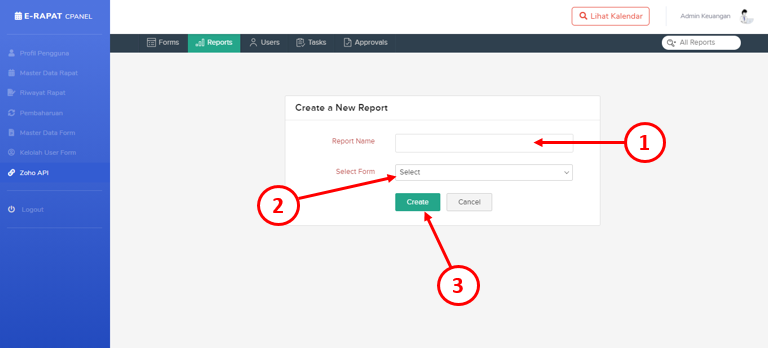 E-RAPAT CPANEL
Lihat Kalendar
Admin Keuangan
Forms Reports Users Tasks Approvals
All Reports
Profil Pengguna
Master Data Rapat
Riwayat Rapat
Pembaharuan
Master Data Form
Kelolah User Form
Zoho API
Logout
Create a New Report
Report Name
1
Select Form
Select
2
Create
Cancel
3